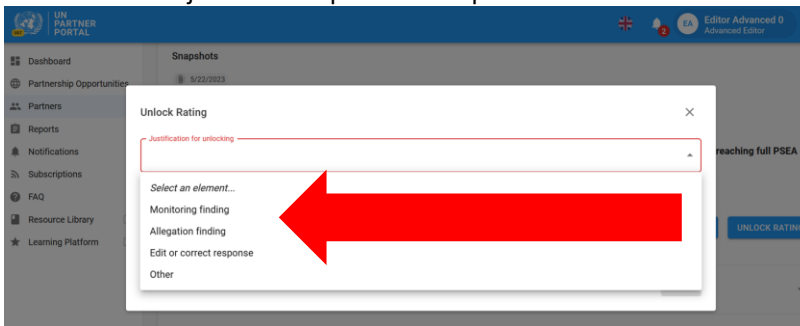 UN
PARTNER
PORTAL
2
EA
Editor Advanced 0
Advanced Editor
Dashboard
Partnership Opportunities
Partners
Reports
Notifications
Subscriptions
FAQ
Resource Library
Learning Platform
Snapshots
5/22/2023
reaching full PSEA
UNLOCK RATING
Unlock Rating
Justification for unlocking
Select an element...
Monitoring finding
Allegation finding
Edit or correct response
Other